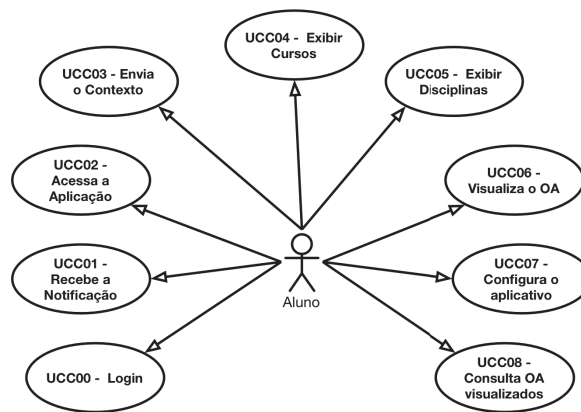 UCC04 - Exibir
Cursos
UCC03 - Envia
o Contexto
UCC05 - Exibir
Disciplinas
UCC02 -
Acessa a
Aplicação
UCC06 -
Visualiza o OA
UCC01 -
Recebe a
Notificação
UCC07 -
Configura o
aplicativo
Aluno
UCC00 - Login
UCC08 -
Consulta OA
visualizados